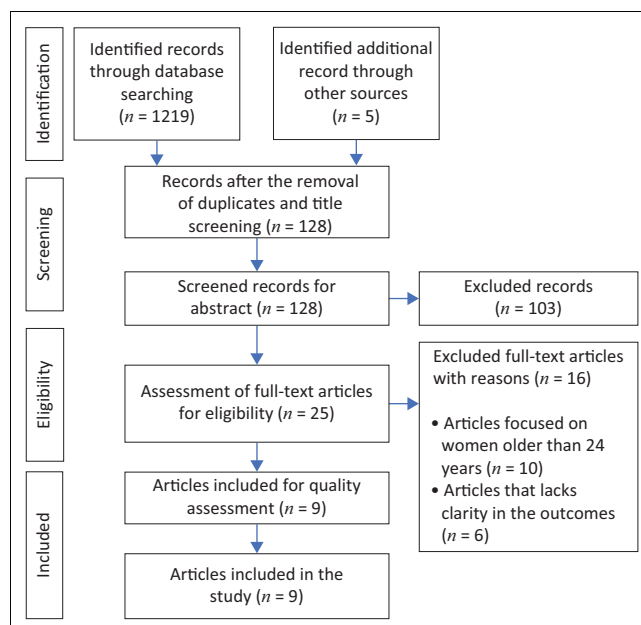 Identification
Identified records
through database
searching
(n = 1219)
Identified additional
record through
other sources
(n = 5)
Screening
Records after the removal
of duplicates and title
screening (n = 128)
Screened records for
abstract (n = 128)
Excluded records
(n = 103)
Eligibility
Assessment of full-text articles
for eligibility (n = 25)
Excluded full-text articles
with reasons (n = 16)
• Articles focused on
women older than 24
years (n = 10)
• Articles that lacks
clarity in the outcomes
(n = 6)
Included
Articles included for quality
assessment (n = 9)
Articles included in the
study (n = 9)